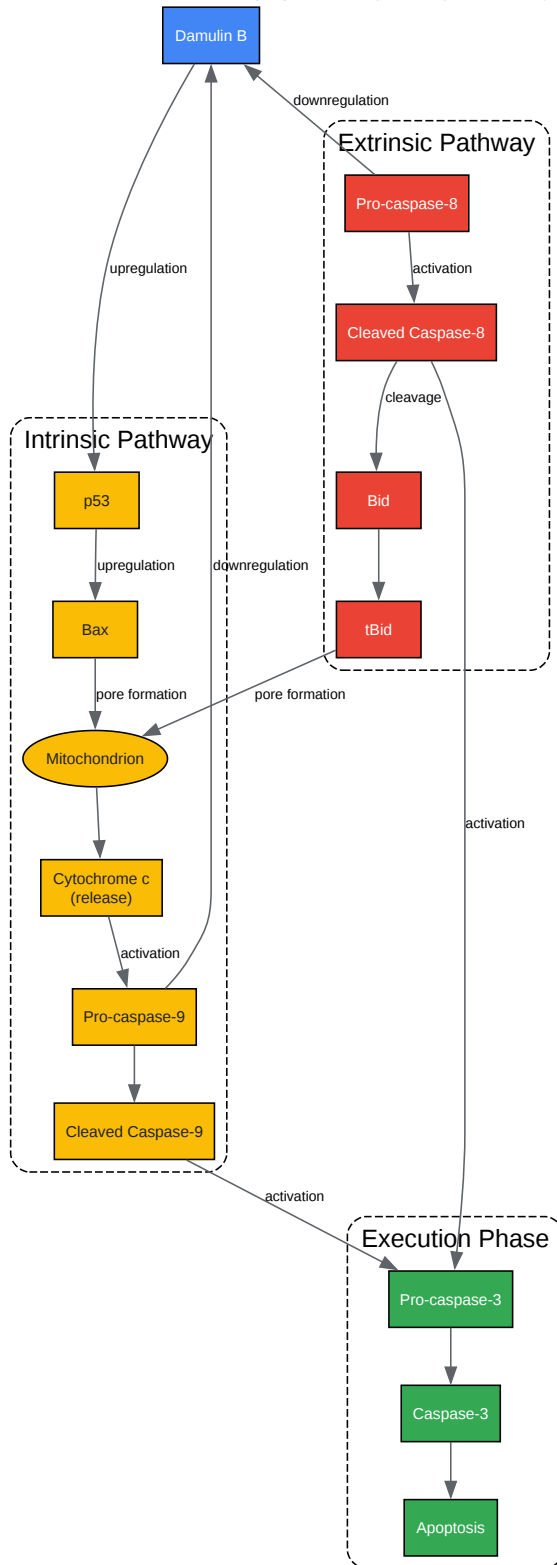 Damulin B
downregulation
Extrinsic Pathway
Pro-caspase-8
activation
upregulation
Cleaved Caspase-8
cleavage
Intrinsic Pathway
p53
Bid
upregulation
downregulation
Bax
tBid
pore formation
pore formation
Mitochondrion
activation
Cytochrome c
(release)
activation
Pro-caspase-9
Cleaved Caspase-9
activation
Execution Phase
Pro-caspase-3
Caspase-3
Apoptosis